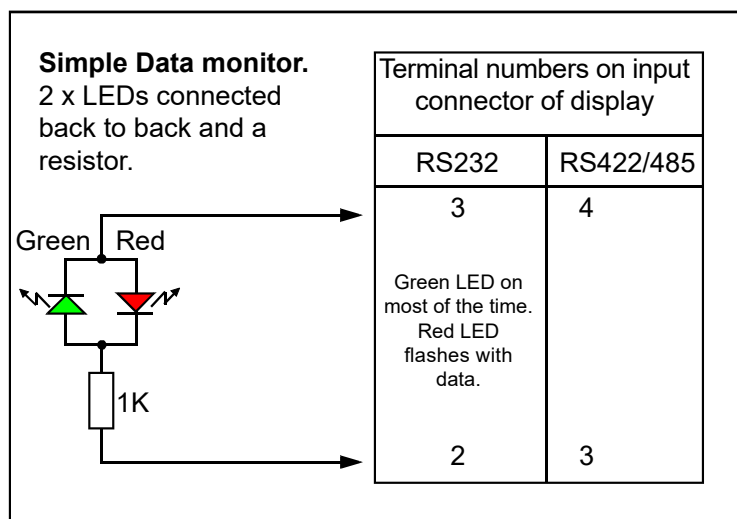 Simple Data monitor.
2 x LEDs connected
back to back and a
resistor.
Terminal numbers on input
connector of display
RS232 RS422/485
3 4
Green Red
Green LED on
most of the time.
Red LED
flashes with
data.
1K
2 3